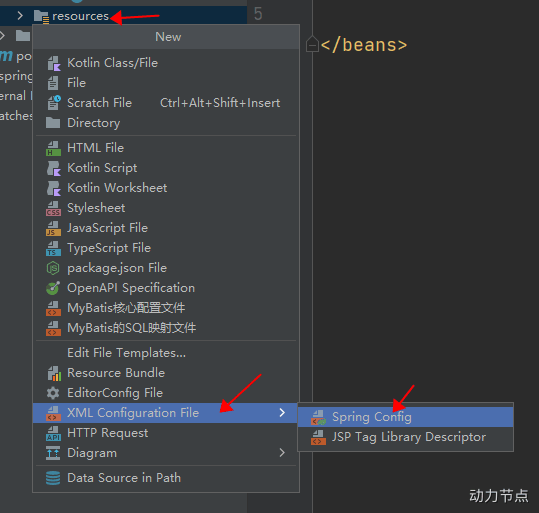 resources
5
New
</beans>
Kotlin Class/File
File
Scratch File Ctrl+Alt+Shift+Insert
Directory
HTML File
Kotlin Script
Kotlin Worksheet
Stylesheet
JavaScript File
TypeScript File
package.json File
OpenAPI Specification
MyBatis核心配置文件
MyBatis的SQL映射文件
Edit File Templates...
Resource Bundle
EditorConfig File
XML Configuration File
Spring Config
HTTP Request
JSP Tag Library Descriptor
Diagram
Data Source in Path
动力节点